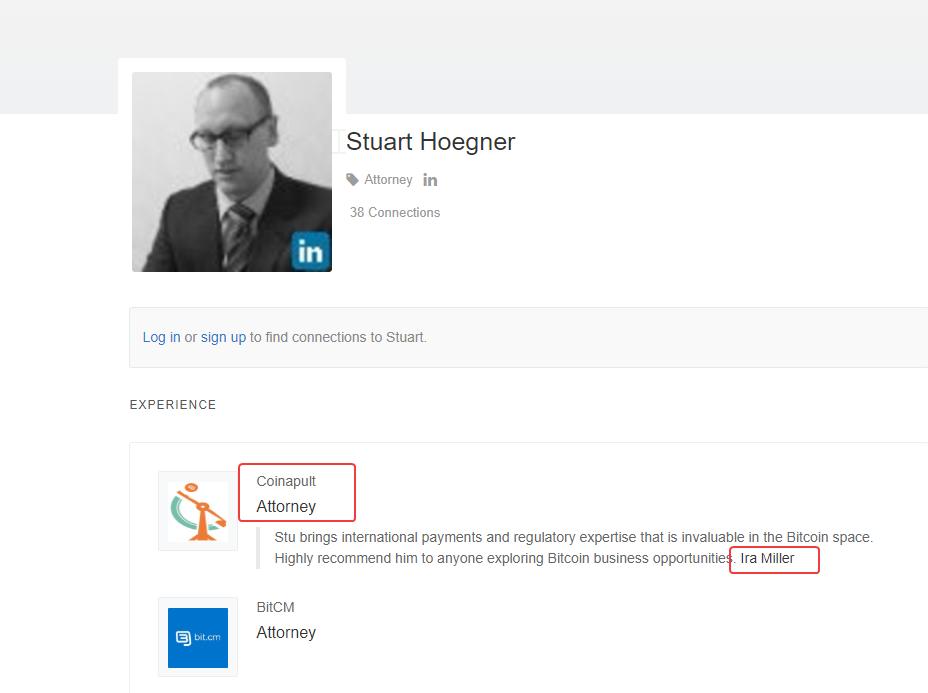 Stuart Hoegner
Attorney in
38 Connections
in
Log in or sign up to find connections to Stuart.
EXPERIENCE
Coinapult
Attorney
Stu brings international payments and regulatory expertise that is invaluable in the Bitcoin space.
Highly recommend him to anyone exploring Bitcoin business opportunities. Ira Miller
BitCM
Attorney
bit.cm